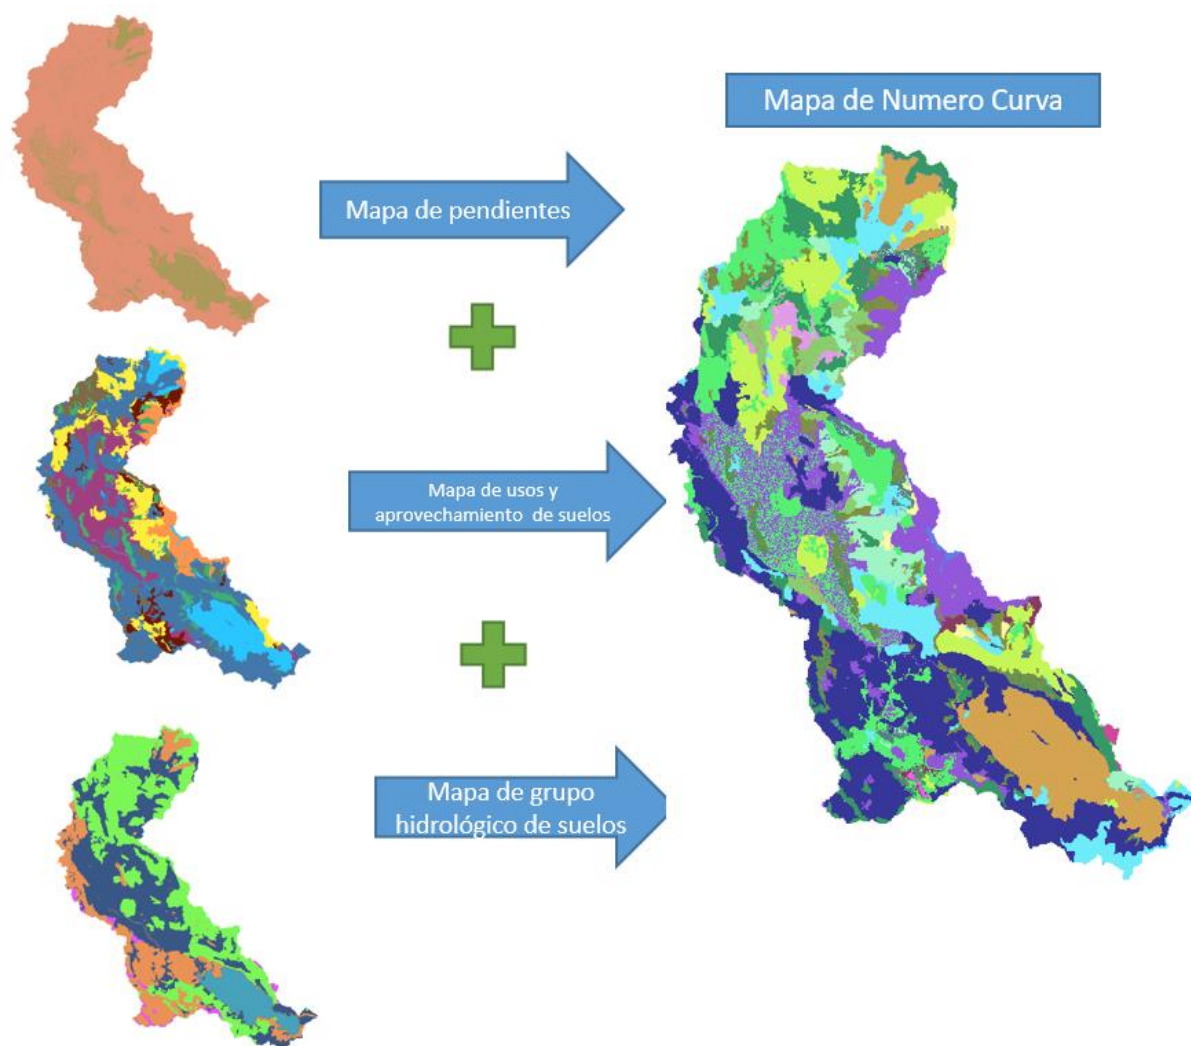 Mapa de Numero Curva
Mapa de pendientes
Mapa de usos y
aprovechamiento de suelos
Mapa de grupo
hidrológico de suelos